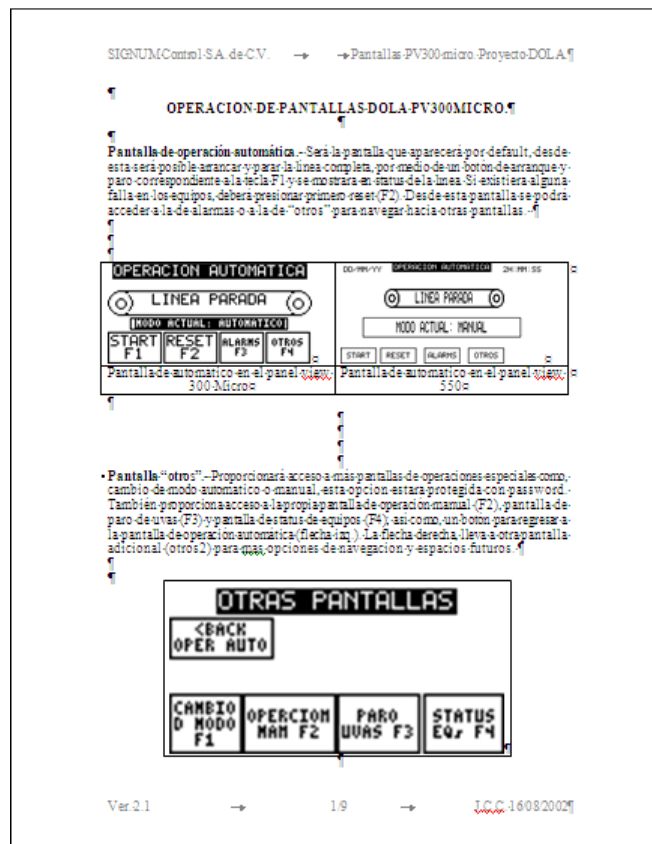 SIGNUM Control S.A. de C.V. Pantallas PV300 micro. Proyecto DOLA
OPERACION DE PANTALLAS DOLA PV300MICRO.
Pantalla de operación automática.- Será la pantalla que aparecerá por default, desde
esta será posible arrancar y parar la línea completa, por medio de un botón de arranque y
paro correspondiente a la tecla F1 y se mostrara en status de la línea. Si existiera alguna
falla en los equipos, deberá presionar primero reset (F2). Desde esta pantalla se podra
acceder a la de alarmas o a la de “otros” para navegar hacia otras pantallas.
OPERACION AUTOMATICA
LINEA PARADA
MODO ACTUAL: AUTOMATICO
START F1
RESET F2
ALARMS F3
OTROS F4
DD/MM/YY OPERACION AUTOMATICA 2H:MM:SS
LINEA PARADA
MODO ACTUAL: MANUAL
START RESET ALARMS OTROS
Pantalla de automatico en el panel view
300 Micro
Pantalla de automatico en el panel view
550
Pantalla “otros”.- Proporcionará acceso a más pantallas de operaciones especiales como,
cambio de modo automatico o manual, esta opcion estara protegida con password.
También proporciona acceso a la propia pantalla de operación manual (F2), pantalla de
paro de uvas (F3) y pantalla de status de equipos (F4); así como, un boton para regresar a
la pantalla de operación automática (flecha izq.). La flecha derecha, lleva a otra pantalla
adicional (otros2) para mas opciones de navegacion y espacios futuros.
OTRAS PANTALLAS
<BACK
OPER AUTO
CAMBIO
D MODO
F1
OPERCION
MAN F2
PARO
UVAS F3
STATUS
EQs F4
Ver. 2.1 1/9 J.C.C. 16/08/2002